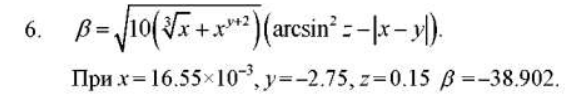 6. β = √(10(∛x + x^(y+2)))(arcsin² z − |x − y|).
При x = 16.55×10⁻³, y = −2.75, z = 0.15 β = −38.902.